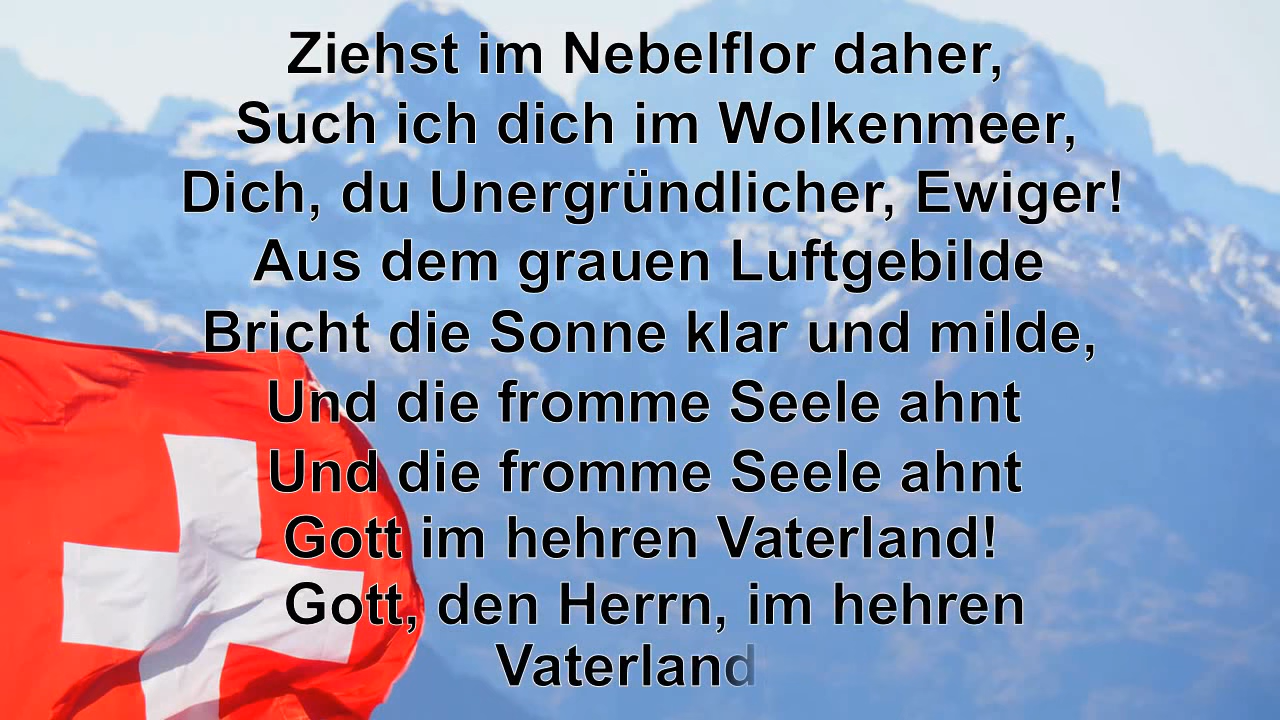 Ziehst im Nebelflor daher,
Such ich dich im Wolkenmeer,
Dich, du Unergründlicher, Ewiger!
Aus dem grauen Luftgebilde
Bricht die Sonne klar und milde,
Und die fromme Seele ahnt
Und die fromme Seele ahnt
Gott im hehren Vaterland!
Gott, den Herrn, im hehren
Vaterland